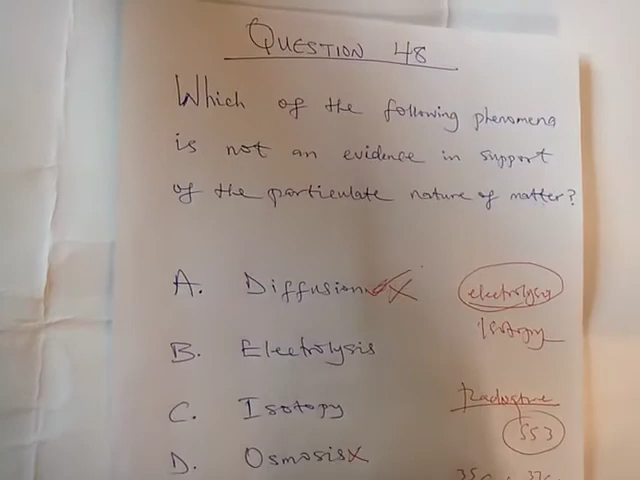 QUESTION 48
Which of the following phenomena
is not an evidence in support
of the particulate nature of matter?
A. Diffusion
electrolysis
Isotopy
B. Electrolysis
C. Isotopy
553
D. Osmosis